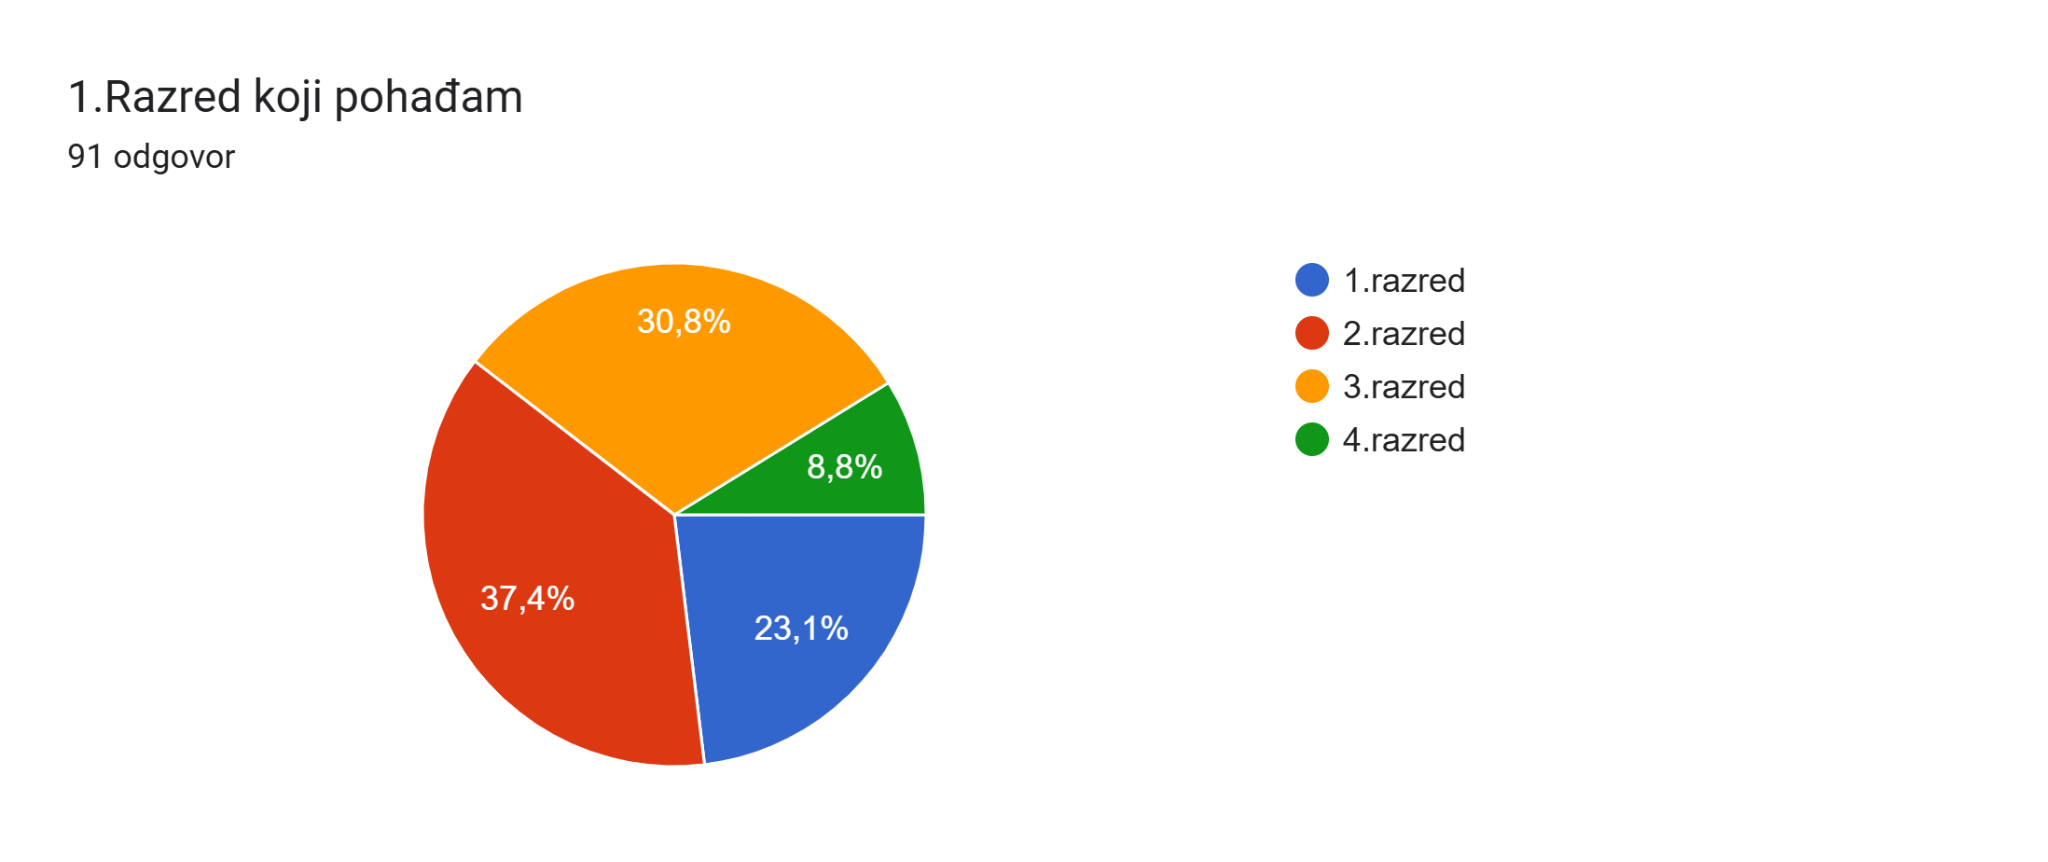 1.Razred koji pohađam
91 odgovor
30,8%
8,8%
37,4%
23,1%
1.razred
2.razred
3.razred
4.razred